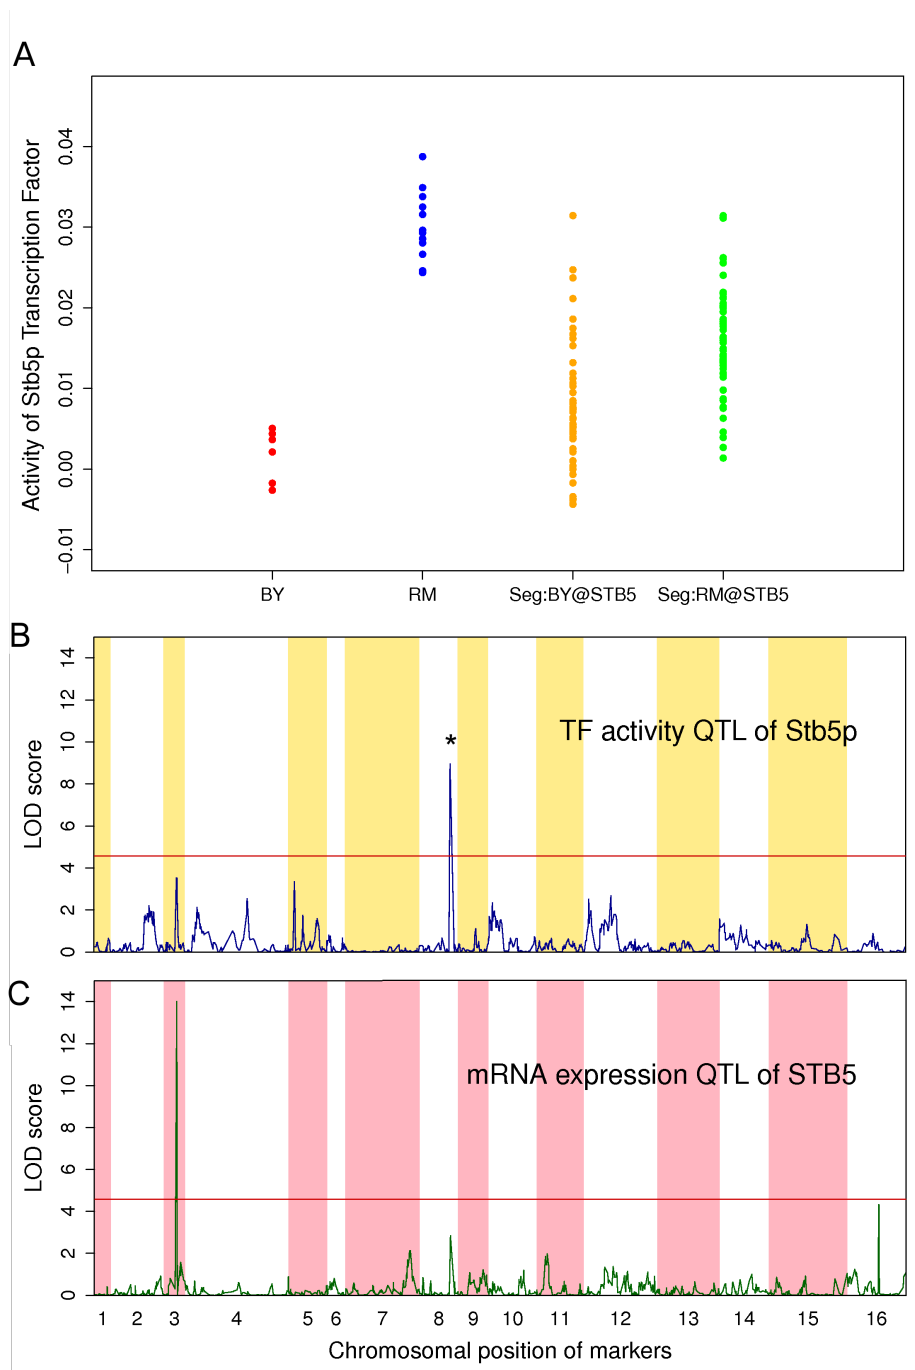 A
Activity of Stb5p Transcription Factor
0.04
0.03
0.02
0.01
0.00
−0.01
BY RM Seg:BY@STB5 Seg:RM@STB5
B
LOD score
14
12
10
8
6
4
2
0
*
TF activity QTL of Stb5p
C
LOD score
14
12
10
8
6
4
2
0
mRNA expression QTL of STB5
1 2 3 4 5 6 7 8 9 10 11 12 13 14 15 16
Chromosomal position of markers